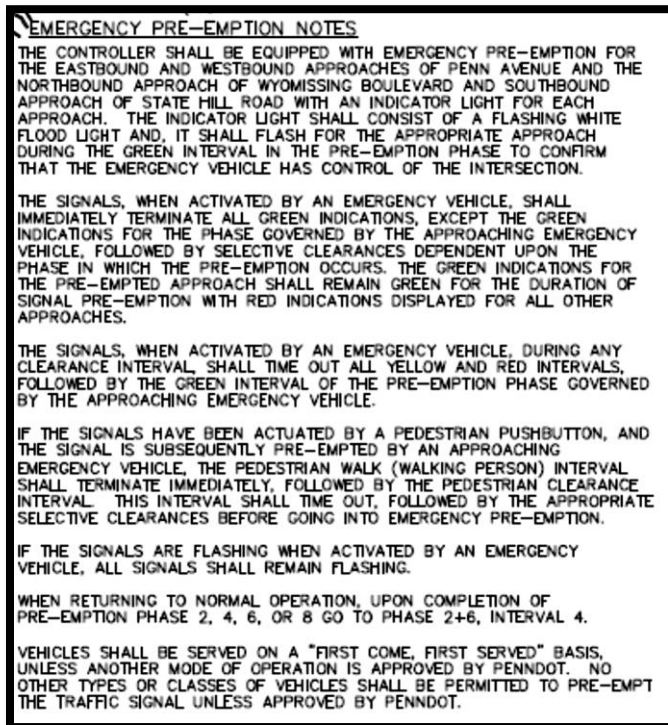 EMERGENCY PRE-EMPTION NOTES
THE CONTROLLER SHALL BE EQUIPPED WITH EMERGENCY PRE-EMPTION FOR
THE EASTBOUND AND WESTBOUND APPROACHES OF PENN AVENUE AND THE
NORTHBOUND APPROACH OF WYOMISSING BOULEVARD AND SOUTHBOUND
APPROACH OF STATE HILL ROAD WITH AN INDICATOR LIGHT FOR EACH
APPROACH. THE INDICATOR LIGHT SHALL CONSIST OF A FLASHING WHITE
FLOOD LIGHT AND, IT SHALL FLASH FOR THE APPROPRIATE APPROACH
DURING THE GREEN INTERVAL IN THE PRE-EMPTION PHASE TO CONFIRM
THAT THE EMERGENCY VEHICLE HAS CONTROL OF THE INTERSECTION.
THE SIGNALS, WHEN ACTIVATED BY AN EMERGENCY VEHICLE, SHALL
IMMEDIATELY TERMINATE ALL GREEN INDICATIONS, EXCEPT THE GREEN
INDICATIONS FOR THE PHASE GOVERNED BY THE APPROACHING EMERGENCY
VEHICLE, FOLLOWED BY SELECTIVE CLEARANCES DEPENDENT UPON THE
PHASE IN WHICH THE PRE-EMPTION OCCURS. THE GREEN INDICATIONS FOR
THE PRE-EMPTED APPROACH SHALL REMAIN GREEN FOR THE DURATION OF
SIGNAL PRE-EMPTION WITH RED INDICATIONS DISPLAYED FOR ALL OTHER
APPROACHES.
THE SIGNALS, WHEN ACTIVATED BY AN EMERGENCY VEHICLE, DURING ANY
CLEARANCE INTERVAL, SHALL TIME OUT ALL YELLOW AND RED INTERVALS,
FOLLOWED BY THE GREEN INTERVAL OF THE PRE-EMPTION PHASE GOVERNED
BY THE APPROACHING EMERGENCY VEHICLE.
IF THE SIGNALS HAVE BEEN ACTUATED BY A PEDESTRIAN PUSHBUTTON, AND
THE SIGNAL IS SUBSEQUENTLY PRE-EMPTED BY AN APPROACHING
EMERGENCY VEHICLE, THE PEDESTRIAN WALK (WALKING PERSON) INTERVAL
SHALL TERMINATE IMMEDIATELY, FOLLOWED BY THE PEDESTRIAN CLEARANCE
INTERVAL. THIS INTERVAL SHALL TIME OUT, FOLLOWED BY THE APPROPRIATE
SELECTIVE CLEARANCES BEFORE GOING INTO EMERGENCY PRE-EMPTION.
IF THE SIGNALS ARE FLASHING WHEN ACTIVATED BY AN EMERGENCY
VEHICLE, ALL SIGNALS SHALL REMAIN FLASHING.
WHEN RETURNING TO NORMAL OPERATION, UPON COMPLETION OF
PRE-EMPTION PHASE 2, 4, 6, OR 8 GO TO PHASE 2+6, INTERVAL 4.
VEHICLES SHALL BE SERVED ON A "FIRST COME, FIRST SERVED" BASIS,
UNLESS ANOTHER MODE OF OPERATION IS APPROVED BY PENNDOT. NO
OTHER TYPES OR CLASSES OF VEHICLES SHALL BE PERMITTED TO PRE-EMPT
THE TRAFFIC SIGNAL UNLESS APPROVED BY PENNDOT.